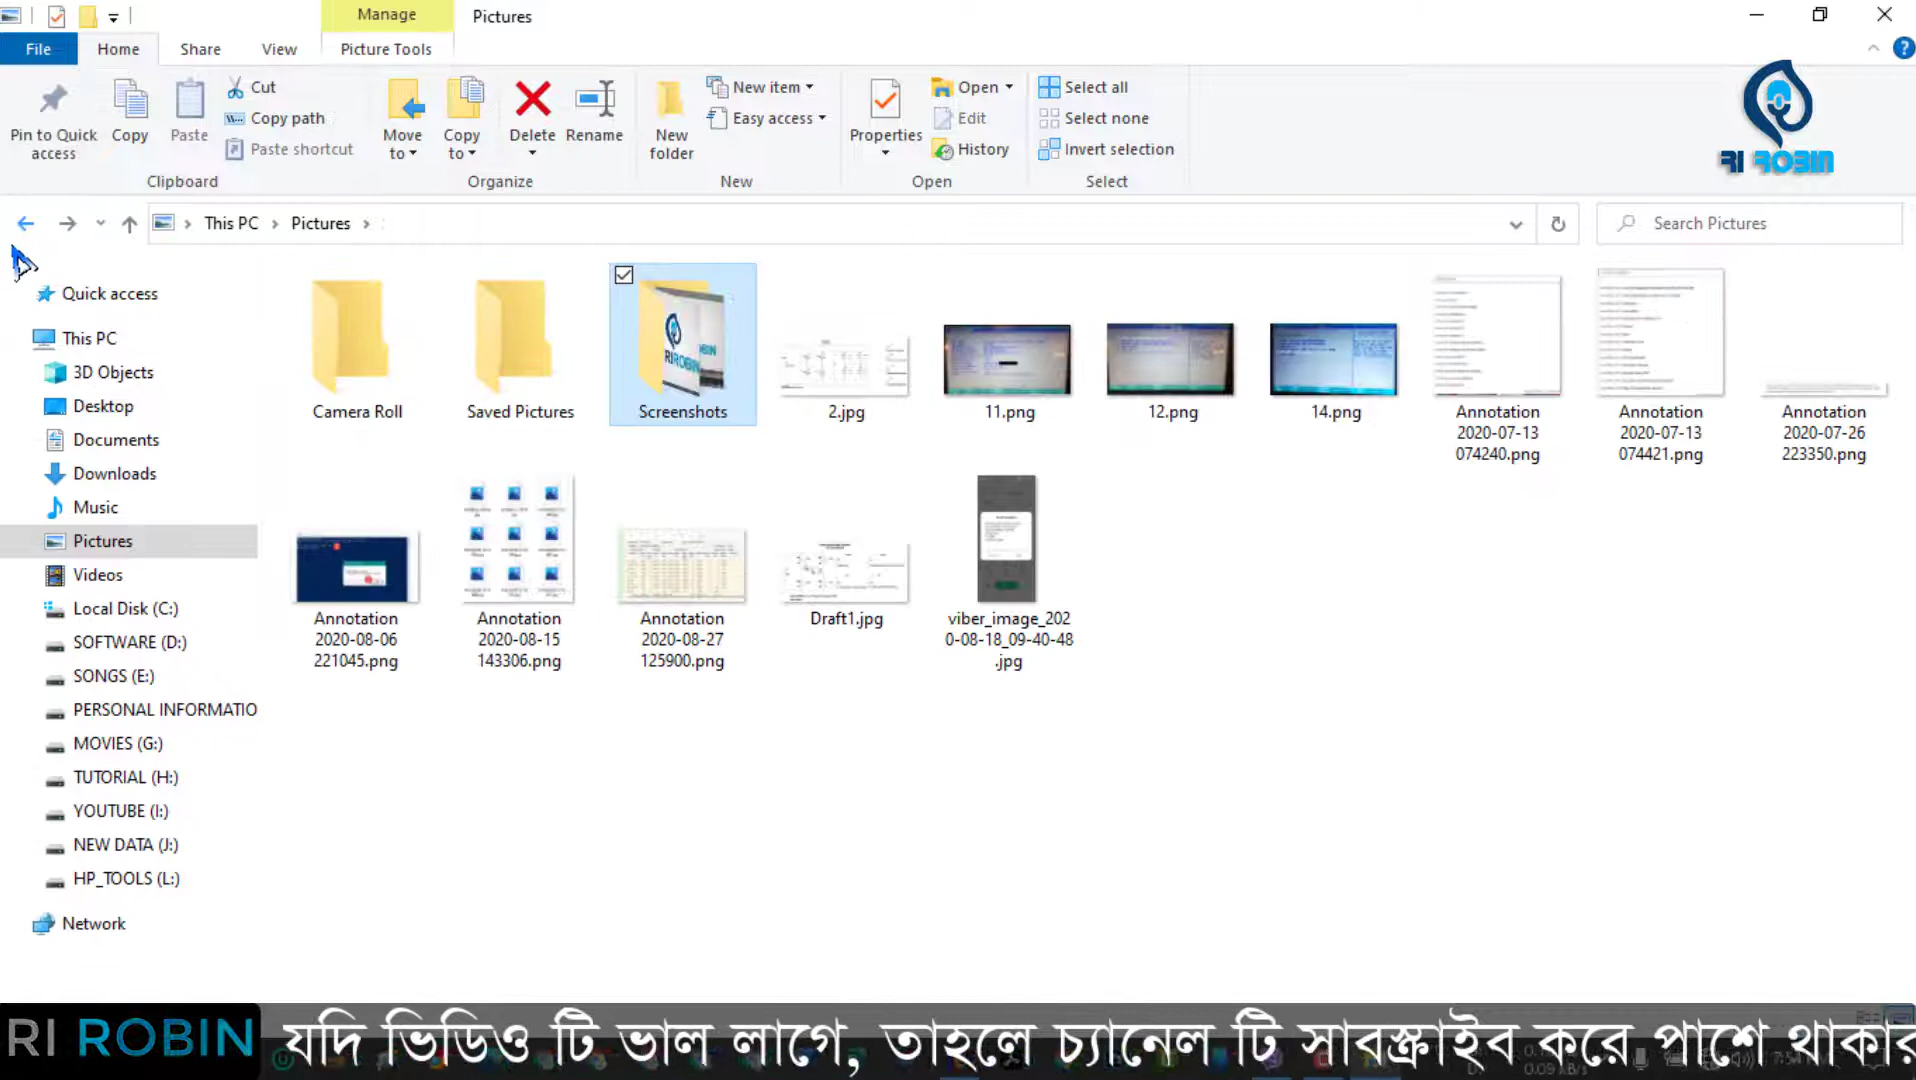 Manage
Pictures
File
Home
Share
View
Picture Tools
Pin to Quick access
Copy
Paste
Cut
Copy path
Paste shortcut
Clipboard
Move to
Copy to
Delete
Rename
Organize
New folder
New item
Easy access
New
Properties
Open
Edit
History
Open
Select all
Select none
Invert selection
Select
RI ROBIN
This PC
Pictures
Search Pictures
Quick access
This PC
3D Objects
Desktop
Documents
Downloads
Music
Pictures
Videos
Local Disk (C:)
SOFTWARE (D:)
SONGS (E:)
PERSONAL INFORMATIO
MOVIES (G:)
TUTORIAL (H:)
YOUTUBE (I:)
NEW DATA (J:)
HP_TOOLS (L:)
Network
Camera Roll
Saved Pictures
Screenshots
2.jpg
11.png
12.png
14.png
Annotation
2020-07-13
074240.png
Annotation
2020-07-13
074421.png
Annotation
2020-07-26
223350.png
Annotation
2020-08-06
221045.png
Annotation
2020-08-15
143306.png
Annotation
2020-08-27
125900.png
Draft1.jpg
viber_image_202
0-08-18_09-40-48
.jpg
RI ROBIN
যদি ভিডিও টি ভাল লাগে, তাহলে চ্যানেল টি সাবস্ক্রাইব করে পাশে থাকার